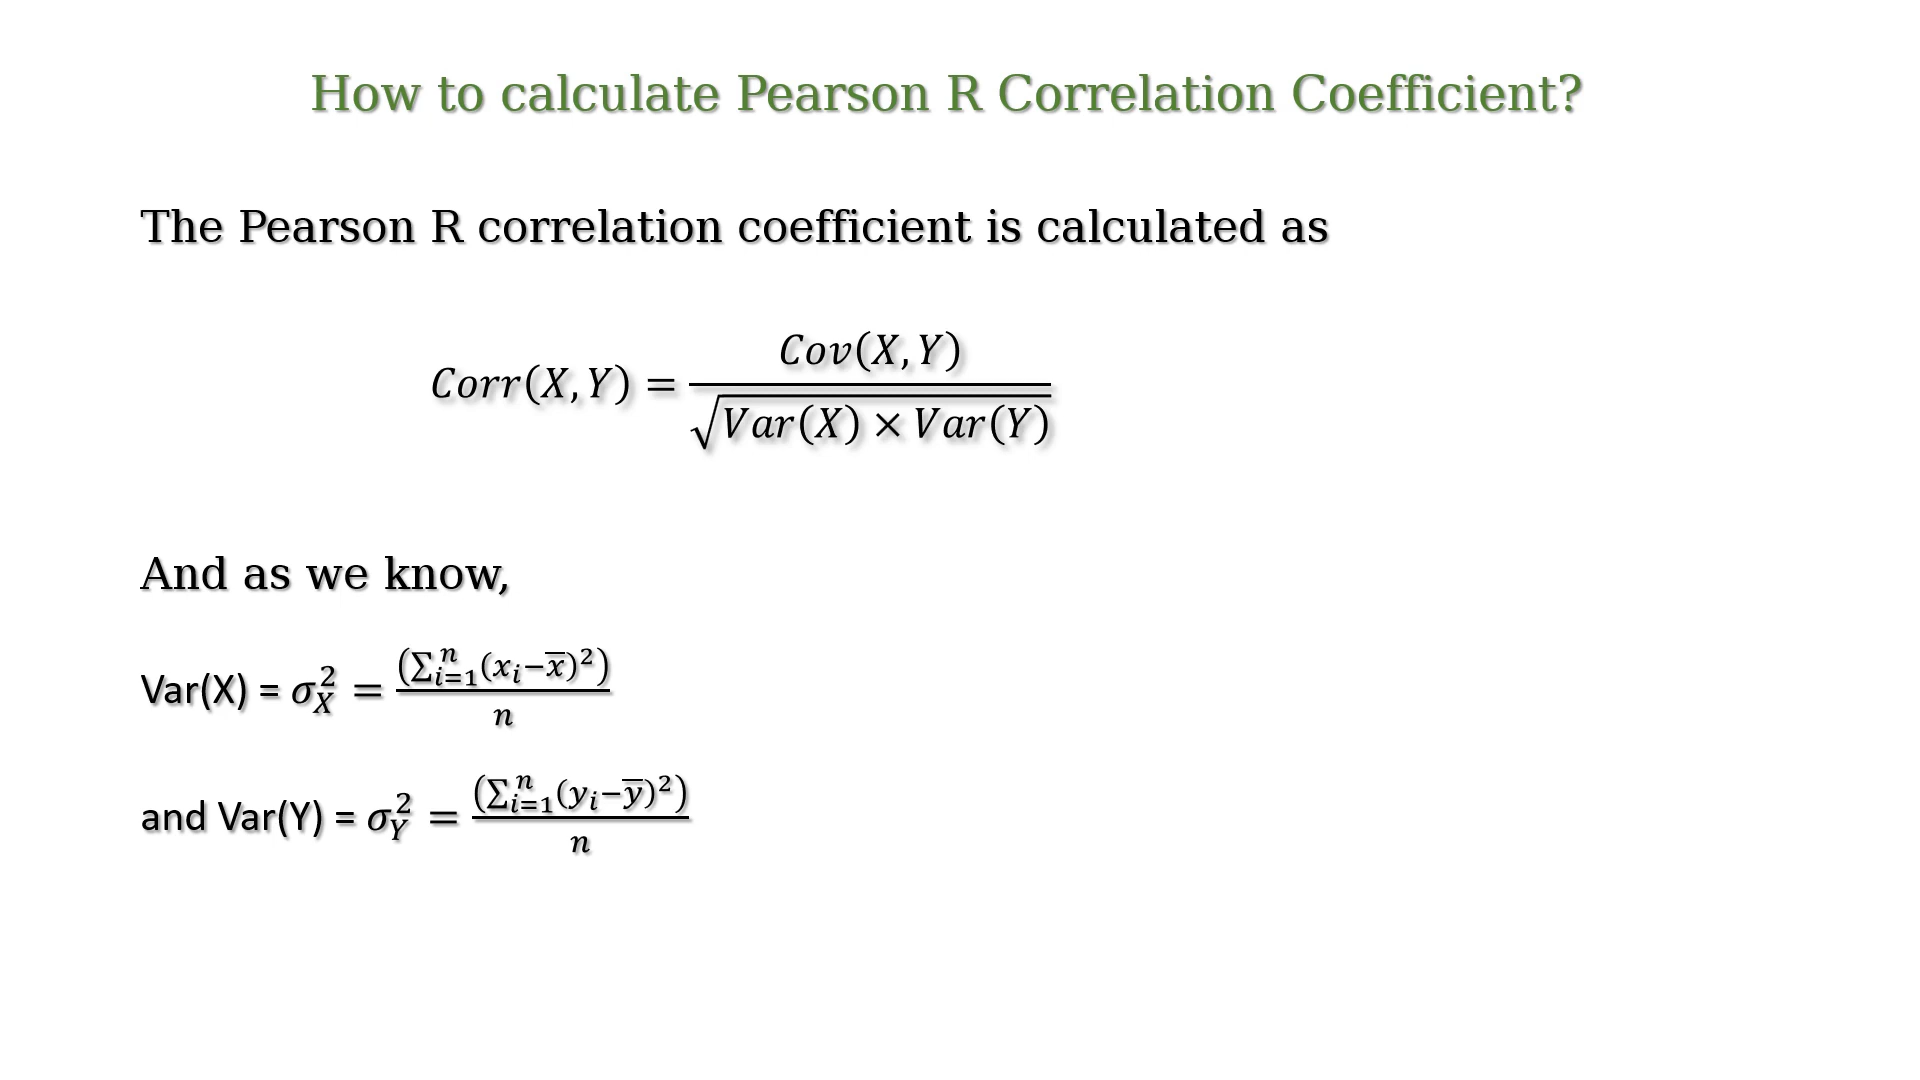 How to calculate Pearson R Correlation Coefficient?
The Pearson R correlation coefficient is calculated as
Corr(X, Y) = Cov(X, Y) / √(Var(X) × Var(Y))
And as we know,
Var(X) = σ_X^2 = (∑_{i=1}^{n}(x_i−x̅)^2) / n
and Var(Y) = σ_Y^2 = (∑_{i=1}^{n}(y_i−y̅)^2) / n